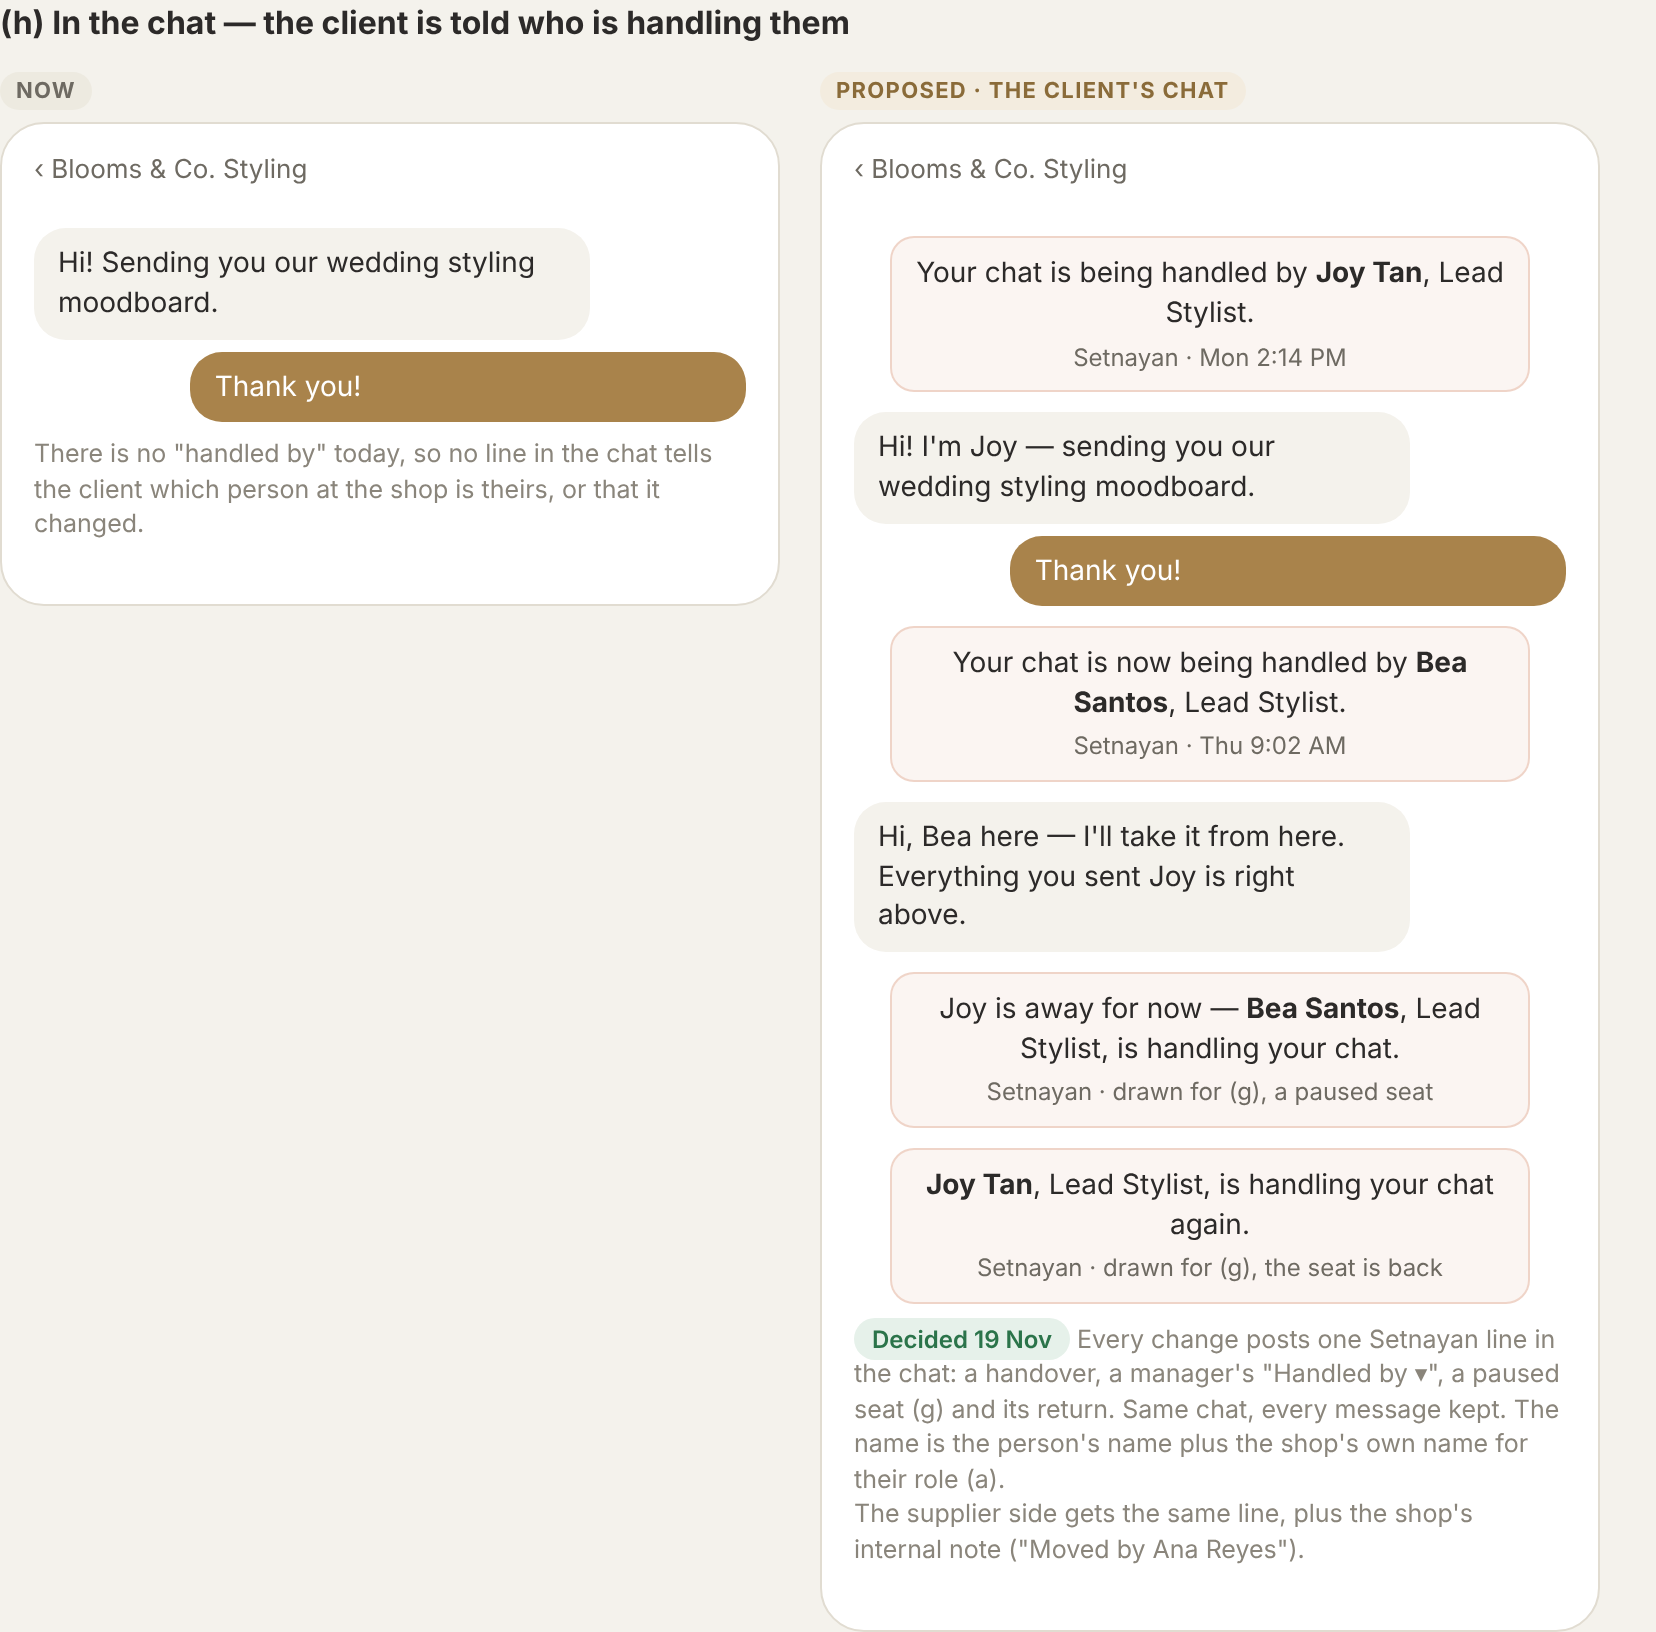 (h) In the chat — the client is told who is handling them
NOW
‹ Blooms & Co. Styling
Hi! Sending you our wedding styling
moodboard.
Thank you!
There is no "handled by" today, so no line in the chat tells
the client which person at the shop is theirs, or that it
changed.
PROPOSED · THE CLIENT'S CHAT
‹ Blooms & Co. Styling
Your chat is being handled by Joy Tan, Lead
Stylist.
Setnayan · Mon 2:14 PM
Hi! I'm Joy — sending you our
wedding styling moodboard.
Thank you!
Your chat is now being handled by Bea
Santos, Lead Stylist.
Setnayan · Thu 9:02 AM
Hi, Bea here — I'll take it from here.
Everything you sent Joy is right
above.
Joy is away for now — Bea Santos, Lead
Stylist, is handling your chat.
Setnayan · drawn for (g), a paused seat
Joy Tan, Lead Stylist, is handling your chat
again.
Setnayan · drawn for (g), the seat is back
Decided 19 Nov Every change posts one Setnayan line in
the chat: a handover, a manager's "Handled by ▾", a paused
seat (g) and its return. Same chat, every message kept. The
name is the person's name plus the shop's own name for
their role (a).
The supplier side gets the same line, plus the shop's
internal note ("Moved by Ana Reyes").